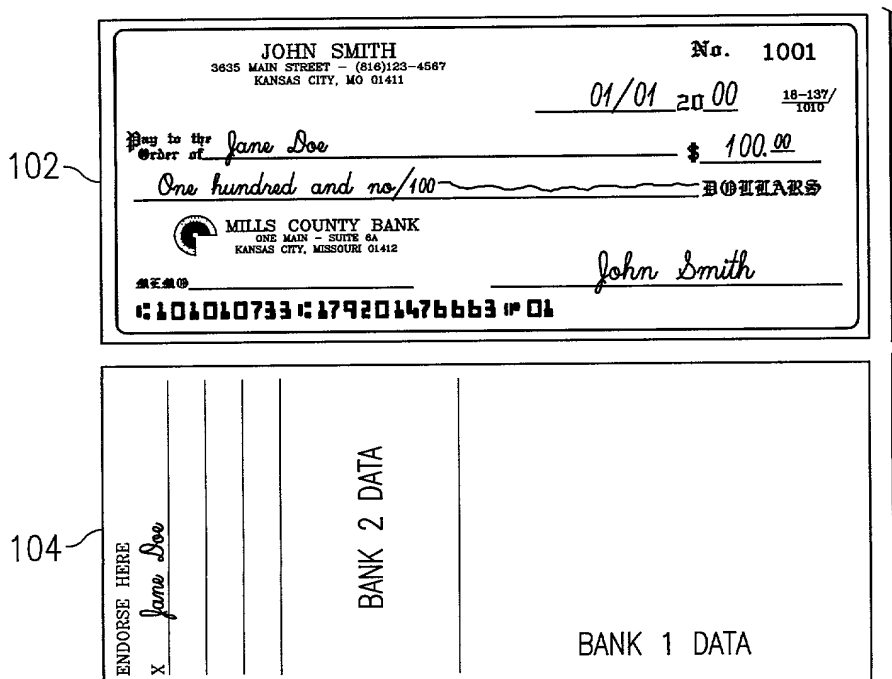 JOHN SMITH
3635 MAIN STREET – (816)123–4567
KANSAS CITY, MO 01411
No. 1001
01/01 20 00
18–137/
1010
Pay to the
Order of Jane Doe $ 100.00
One hundred and no/100 DOLLARS
MILLS COUNTY BANK
ONE MAIN – SUITE 6A
KANSAS CITY, MISSOURI 01412
John Smith
MEMO
⑆101010733⑆179201476663⑈01
102
104
ENDORSE HERE
X Jane Doe
BANK 2 DATA
BANK 1 DATA